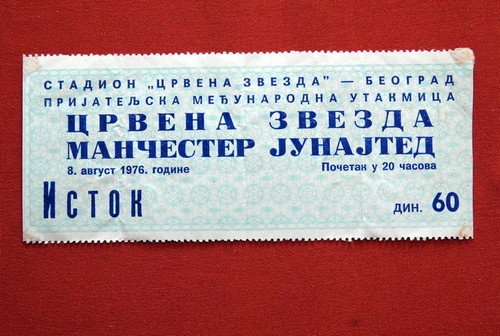 СТАДИОН „ЦРВЕНА ЗВЕЗДА" — БЕОГРАД
ПРИЈАТЕЉСКА МЕЂУНАРОДНА УТАКМИЦА
ЦРВЕНА ЗВЕЗДА
МАНЧЕСТЕР ЈУНАЈТЕД
8. август 1976. године Почетак у 20 часова
Исток дин. 60